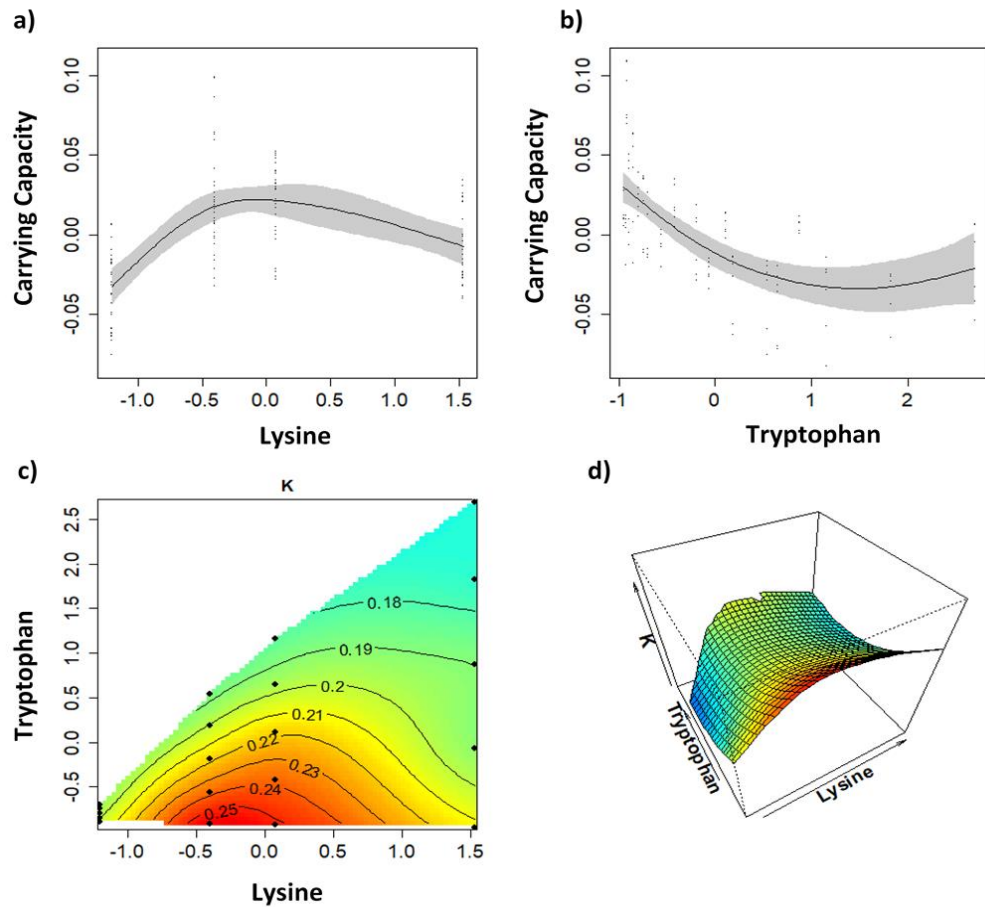 a)
Carrying Capacity
0.10
0.05
0.00
-0.05
-1.0 -0.5 0.0 0.5 1.0 1.5
Lysine
b)
Carrying Capacity
0.10
0.05
0.00
-0.05
-1 0 1 2
Tryptophan
c)
K
Tryptophan
2.5
2.0
1.5
1.0
0.5
0.0
-0.5
0.18
0.19
0.2
0.21
0.22
0.23
0.24
0.25
-1.0 -0.5 0.0 0.5 1.0 1.5
Lysine
d)
K
Tryptophan
Lysine